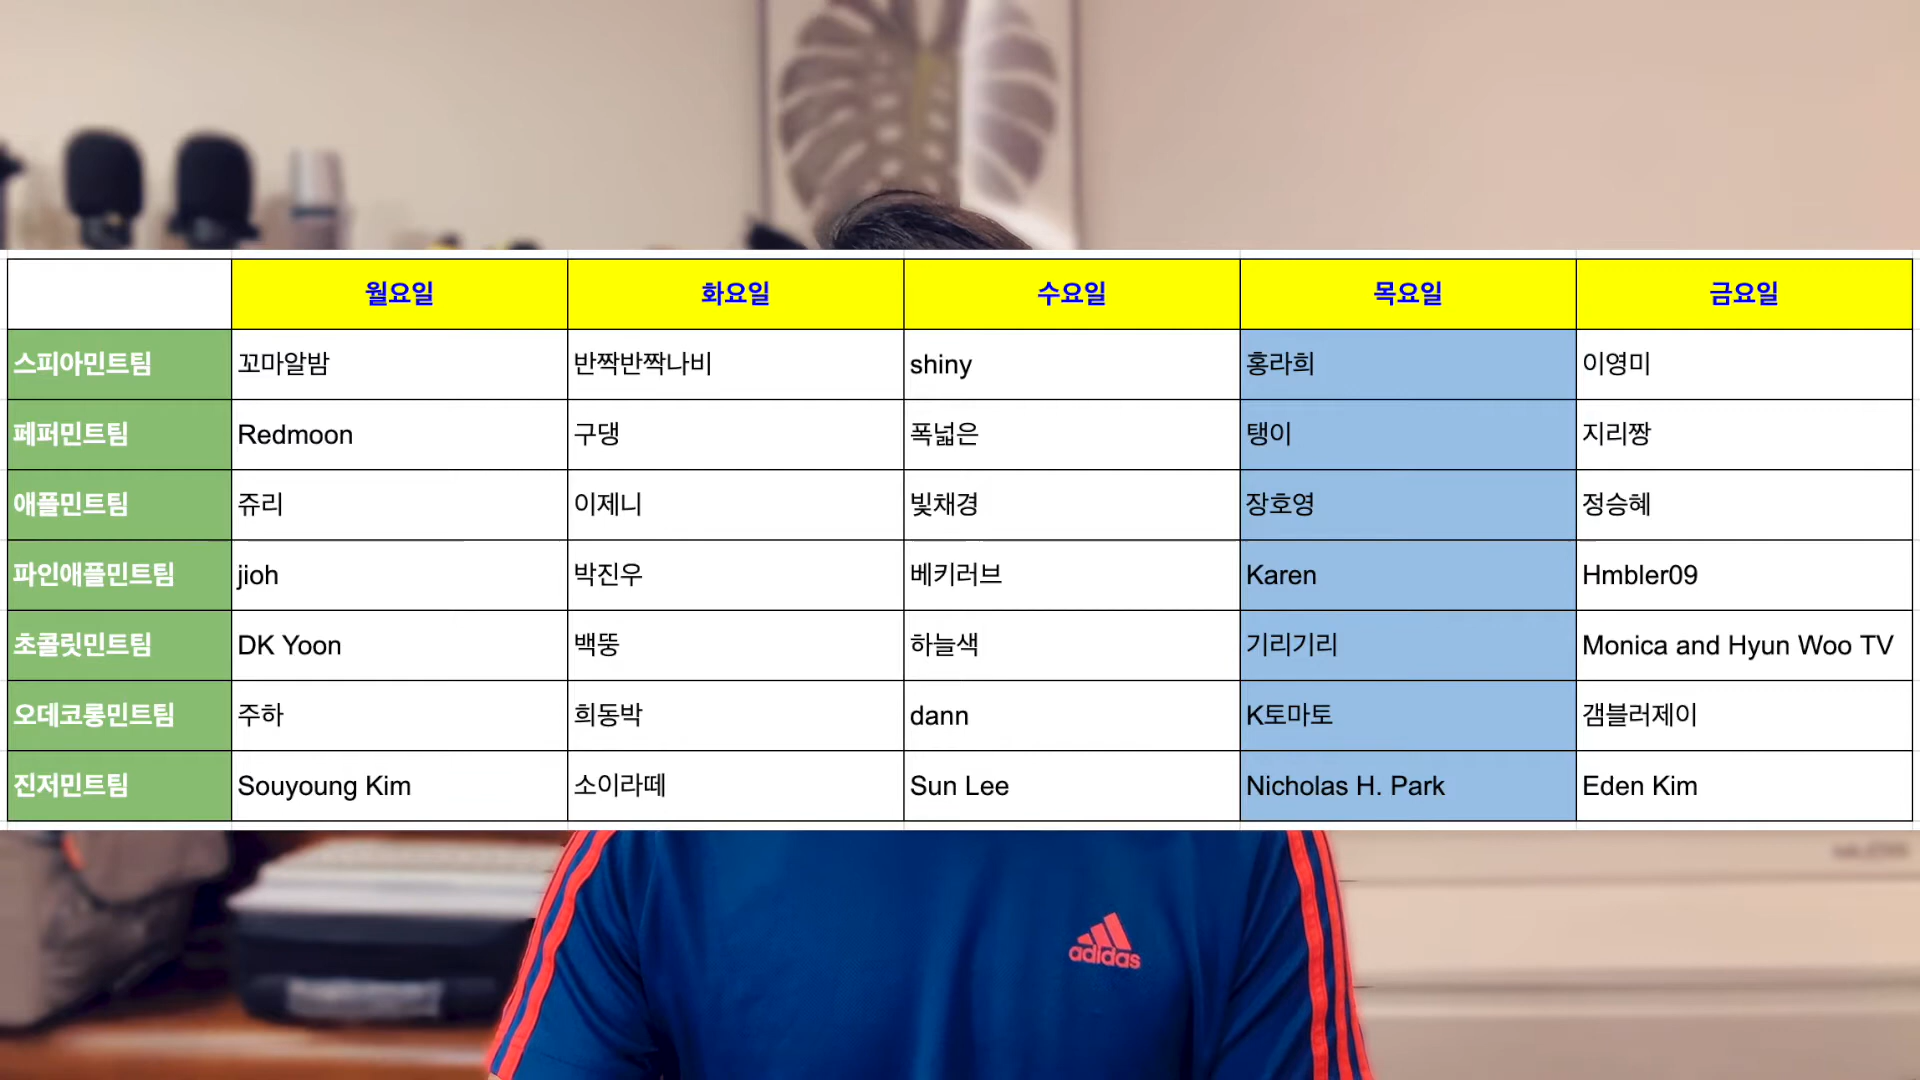 월요일 화요일 수요일 목요일 금요일
스피아민트팀 꼬마알밤 반짝반짝나비 shiny 홍라희 이영미
페퍼민트팀 Redmoon 구댕 폭넓은 탱이 지리짱
애플민트팀 쥬리 이제니 빛채경 장호영 정승혜
파인애플민트팀 jioh 박진우 베키러브 Karen Hmbler09
초콜릿민트팀 DK Yoon 백뚱 하늘색 기리기리 Monica and Hyun Woo TV
오데코롱민트팀 주하 희동박 dann K토마토 갬블러제이
진저민트팀 Souyoung Kim 소이라떼 Sun Lee Nicholas H. Park Eden Kim
adidas